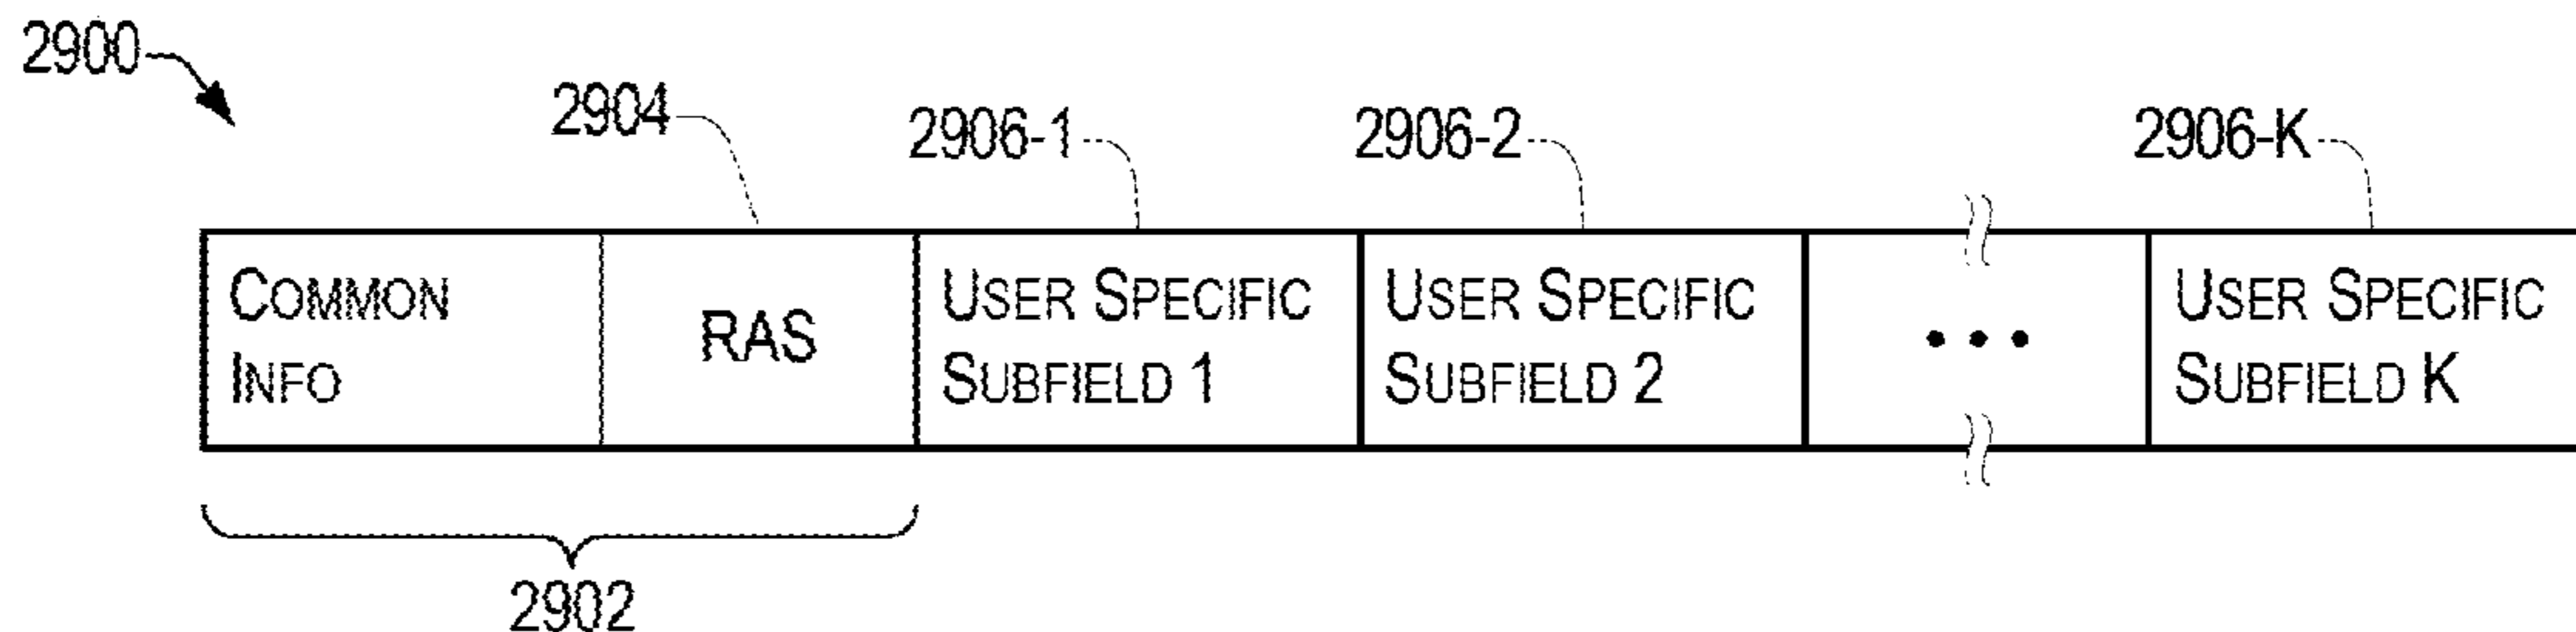 2900
2904
2906-1
2906-2
2906-K
COMMON
INFO
RAS
USER SPECIFIC
SUBFIELD 1
USER SPECIFIC
SUBFIELD 2
• • •
USER SPECIFIC
SUBFIELD K
2902